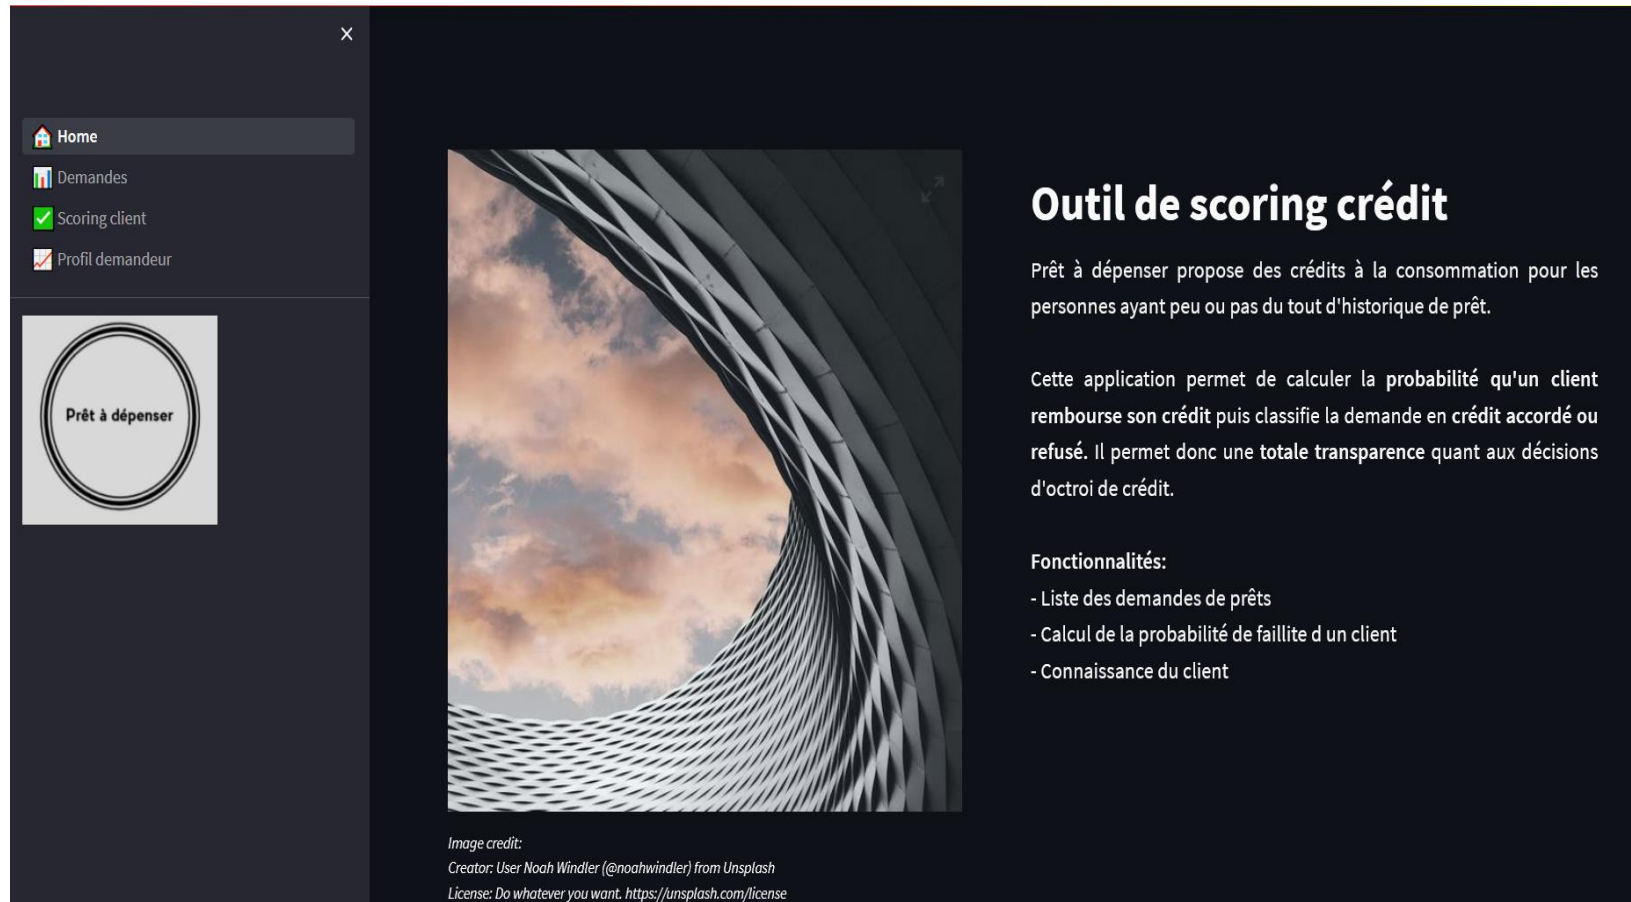 Home
Demandes
Scoring client
Profil demandeur
Prêt à dépenser
Outil de scoring crédit
Prêt à dépenser propose des crédits à la consommation pour les
personnes ayant peu ou pas du tout d'historique de prêt.
Cette application permet de calculer la probabilité qu'un client
rembourse son crédit puis classifie la demande en crédit accordé ou
refusé. Il permet donc une totale transparence quant aux décisions
d'octroi de crédit.
Fonctionnalités:
- Liste des demandes de prêts
- Calcul de la probabilité de faillite d un client
- Connaissance du client
Image credit:
Creator: User Noah Windler (@noahwindler) from Unsplash
License: Do whatever you want. https://unsplash.com/license